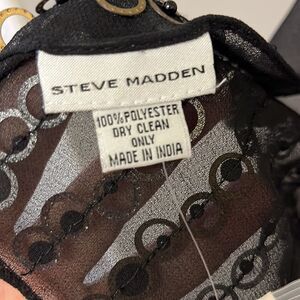 STEVE MADDEN
100% POLYESTER
DRY CLEAN
ONLY
MADE IN INDIA